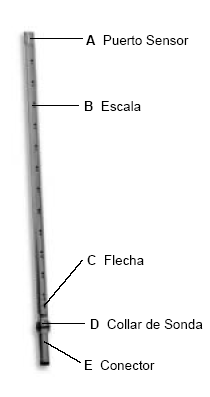 A Puerto Sensor
B Escala
C Flecha
D Collar de Sonda
E Conector